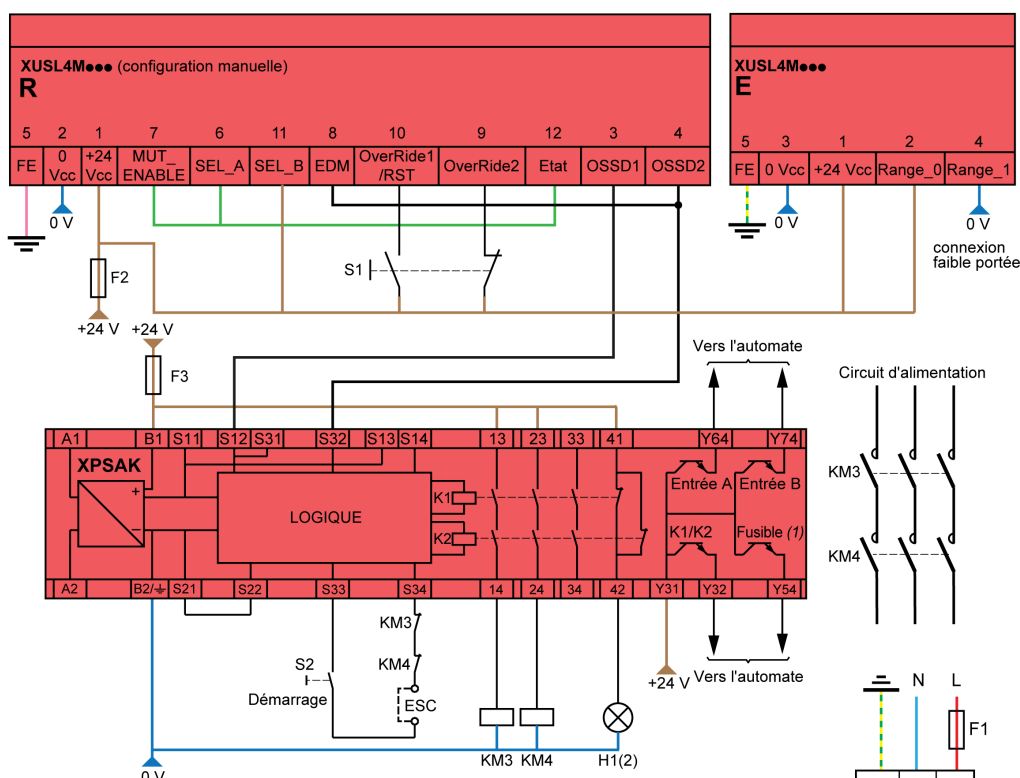 XUSL4M●●● (configuration manuelle)
R
5 2 1 7 6 11 8 10 9 12 3 4
FE
0 Vcc
+24 Vcc
MUT_ENABLE
SEL_A
SEL_B
EDM
OverRide1/RST
OverRide2
Etat
OSSD1
OSSD2
XUSL4M●●●
E
5 3 1 2 4
FE
0 Vcc
+24 Vcc
Range_0
Range_1
0 V
0 V
0 V
connexion
faible portée
S1
F2
+24 V
+24 V
F3
Vers l'automate
Circuit d'alimentation
A1 B1 S11 S12 S31 S32 S13 S14 13 23 33 41 Y64 Y74
XPSAK
+
−
LOGIQUE
K1
K2
Entrée A
Entrée B
K1/K2
Fusible (1)
A2 B2/⏚ S21 S22 S33 S34 14 24 34 42 Y31 Y32 Y54
KM3
KM4
KM3
KM4
S2
Démarrage
ESC
+24 V
Vers l'automate
KM3
KM4
H1(2)
0 V
N
L
F1